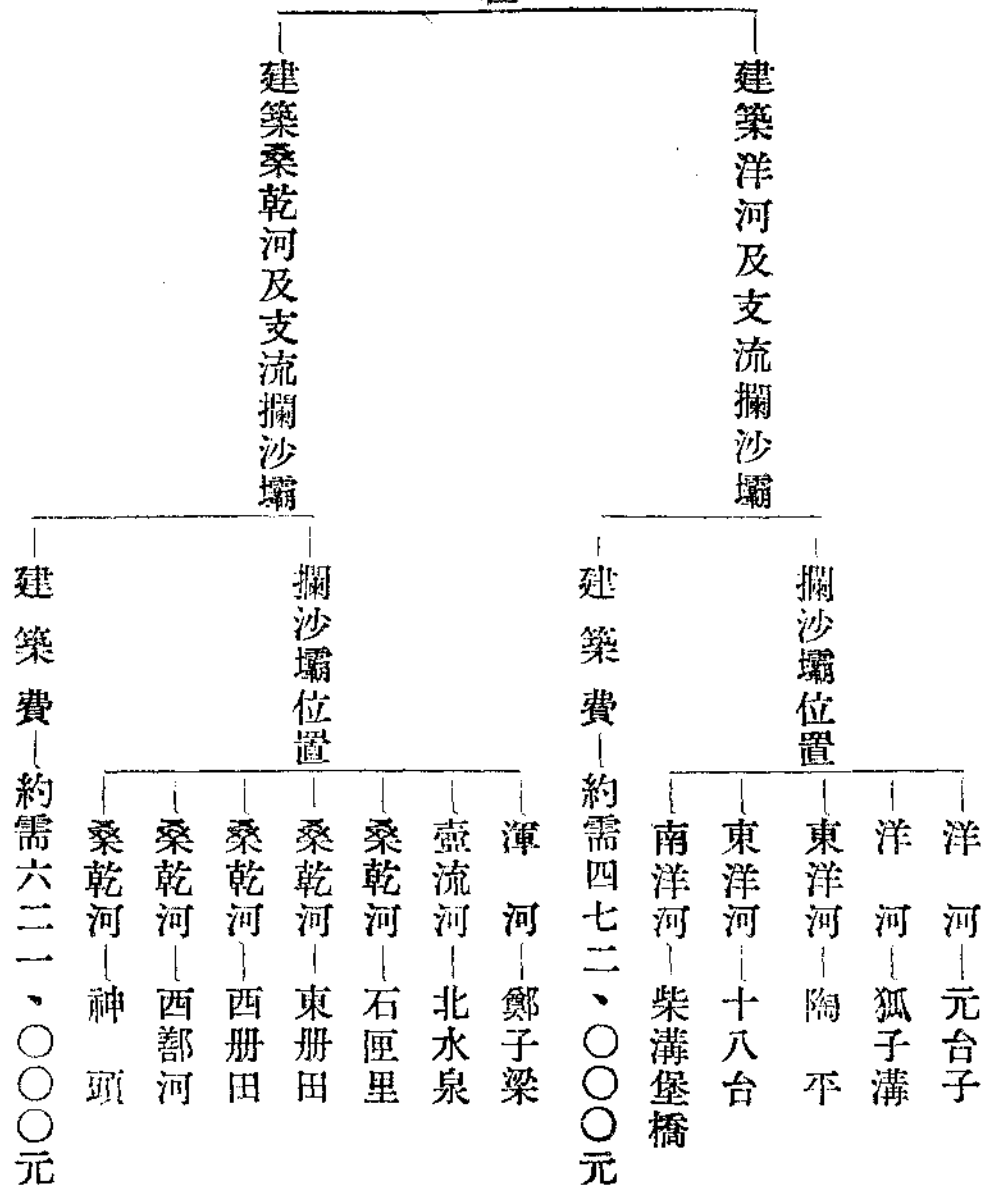 建築洋河及支流攔沙壩
攔沙壩位置
洋河—元台子
洋河—狐子溝
東洋河—陶不
東洋河—十八台
南洋河—柴溝堡橋
建築費—約需四七二、〇〇〇元
建築桑乾河及支流攔沙壩
攔沙壩位置
渾河—鄭子梁
壺流河—北水泉
桑乾河—石匣里
桑乾河—東册田
桑乾河—西册田
桑乾河—西鄯河
桑乾河—神頭
建築費—約需六二一、〇〇〇元